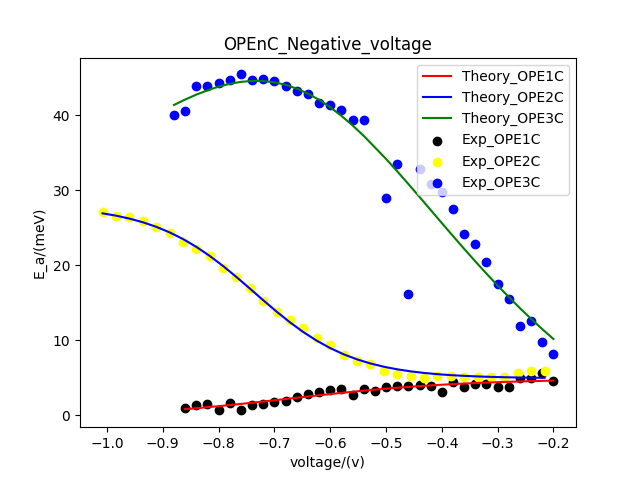 OPEnC_Negative_voltage
Theory_OPE1C
Theory_OPE2C
Theory_OPE3C
Exp_OPE1C
Exp_OPE2C
Exp_OPE3C
E_a/(meV)
40
30
20
10
0
−1.0 −0.9 −0.8 −0.7 −0.6 −0.5 −0.4 −0.3 −0.2
voltage/(v)